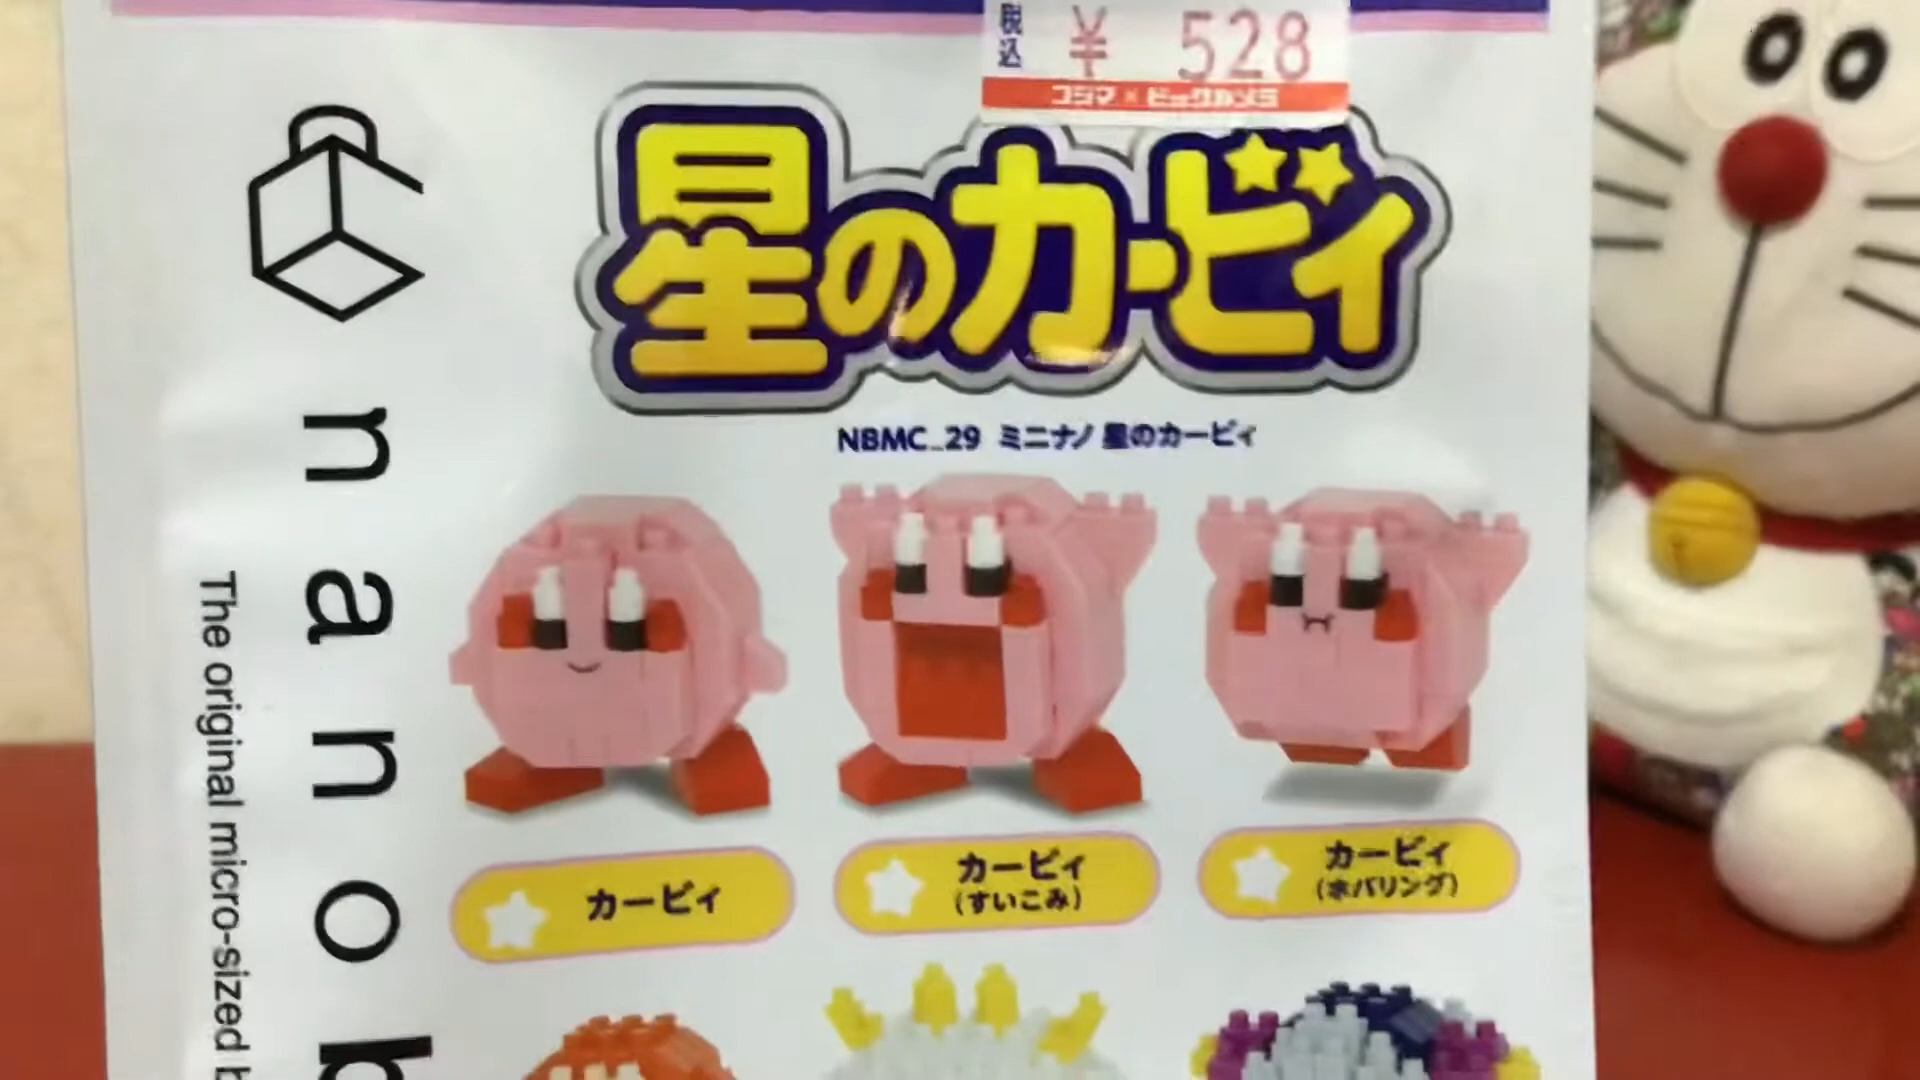 税込 ¥ 528
コジマ×ビックカメラ
星のカービィ
NBMC_29 ミニナノ 星のカービィ
カービィ
カービィ
(すいこみ)
カービィ
(ホバリング)
nanob
The original micro-sized b